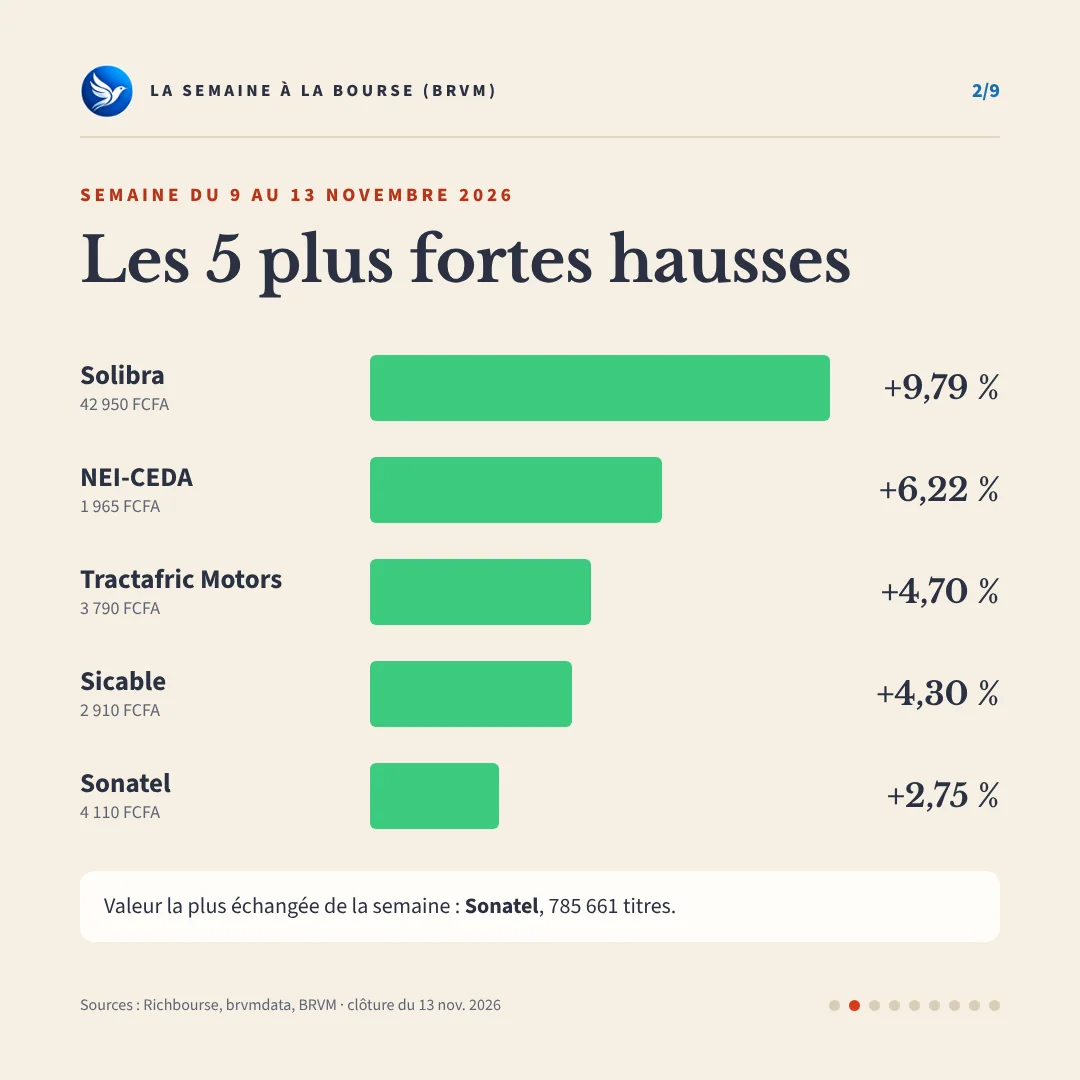 LA SEMAINE À LA BOURSE (BRVM)
2/9
SEMAINE DU 9 AU 13 NOVEMBRE 2026
Les 5 plus fortes hausses
Solibra
42 950 FCFA
+9,79 %
NEI-CEDA
1 965 FCFA
+6,22 %
Tractafric Motors
3 790 FCFA
+4,70 %
Sicable
2 910 FCFA
+4,30 %
Sonatel
4 110 FCFA
+2,75 %
Valeur la plus échangée de la semaine : Sonatel, 785 661 titres.
Sources : Richbourse, brvmdata, BRVM · clôture du 13 nov. 2026